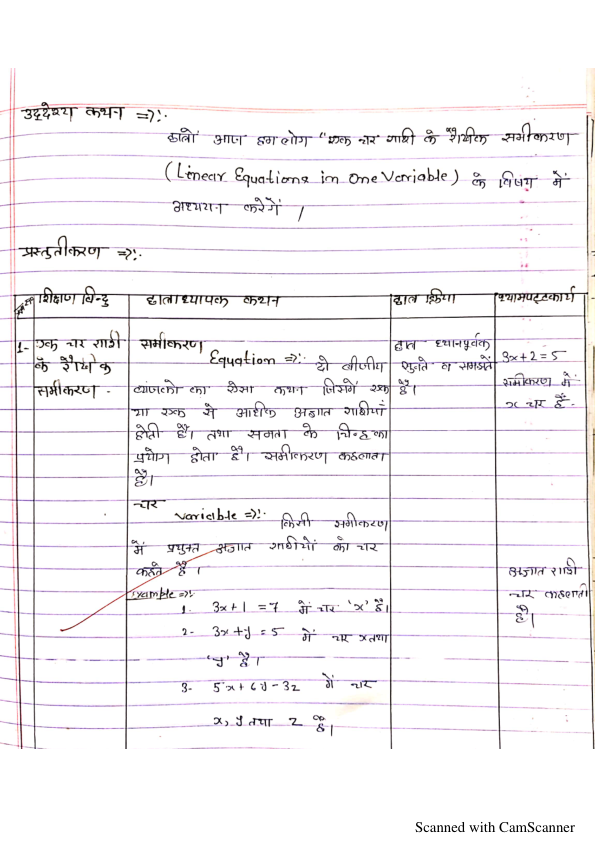 उद्देश्य कथन =>:-
छात्रों आज हम लोग "एक चर राशी के रैखीक समीकरण
(Linear Equations in One Variable) के विषय में
अध्ययन करेगें /
प्रस्तुतीकरण =>:-
शिक्षण बिन्दु छात्राध्यापक कथन छात्र क्रिया श्यामपट्टकार्य
1- एक चर राशी के रैखीक समीकरण -
समीकरण
Equation =>:- दो बीजीय
व्यंजको का ऐसा कथन जिसमें एक
या एक से अधीक अज्ञात राशीयाँ
होती हैं। तथा समता के चिन्ह का
प्रयोग होता है। समीकरण कहलाता
है।
चर
Variable =>:- किसी समीकरण
में प्रयुक्त अज्ञात राशीयों को चर
कहते हैं ।
Example =>:-
1. 3x+1 = 7 में चर 'x' है।
2- 3x+y = 5 में चर x तथा
'y' है ।
3- 5x+6y-3z में चर
x, y तथा z हैं।
छात्र ध्यानपूर्वक
सुनते व समझते
हैं।
3x+2=5
समीकरण में
x चर है -
अज्ञात राशी
चर कहलाती
है।
Scanned with CamScanner